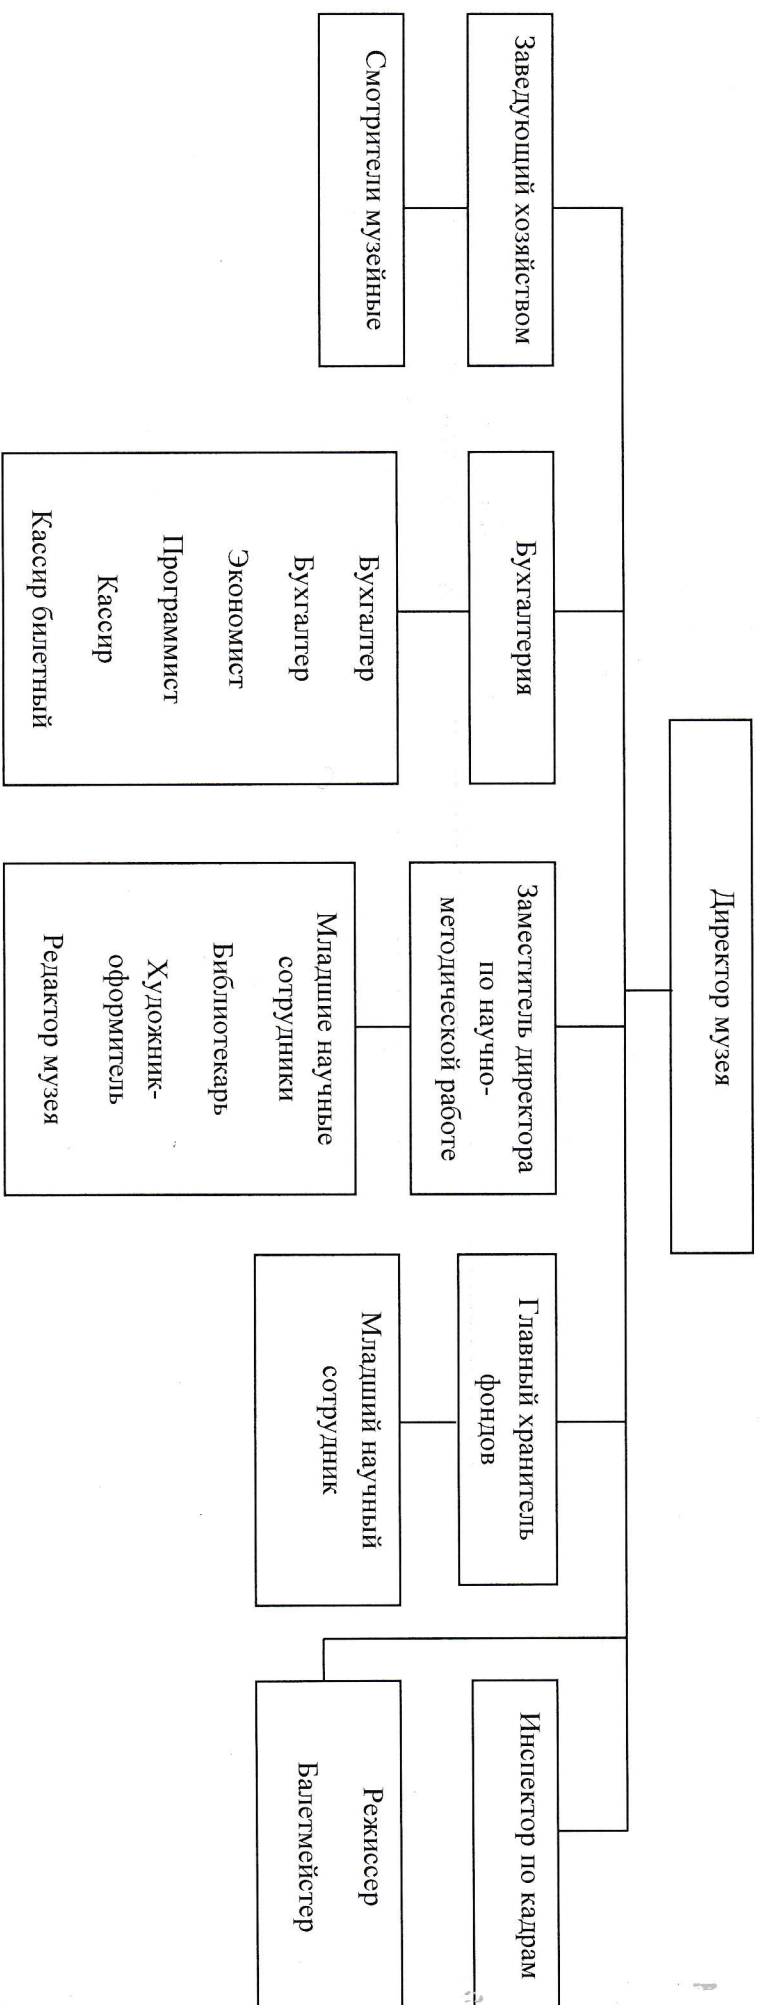 Директор музея
Заведующий хозяйством
Смотрители музейные
Бухгалтерия
Бухгалтер
Бухгалтер
Экономист
Программист
Кассир
Кассир билетный
Заместитель директора
по научно-
методической работе
Младшие научные
сотрудники
Библиотекарь
Художник-
оформитель
Редактор музея
Главный хранитель
фондов
Младший научный
сотрудник
Инспектор по кадрам
Режиссер
Балетмейстер